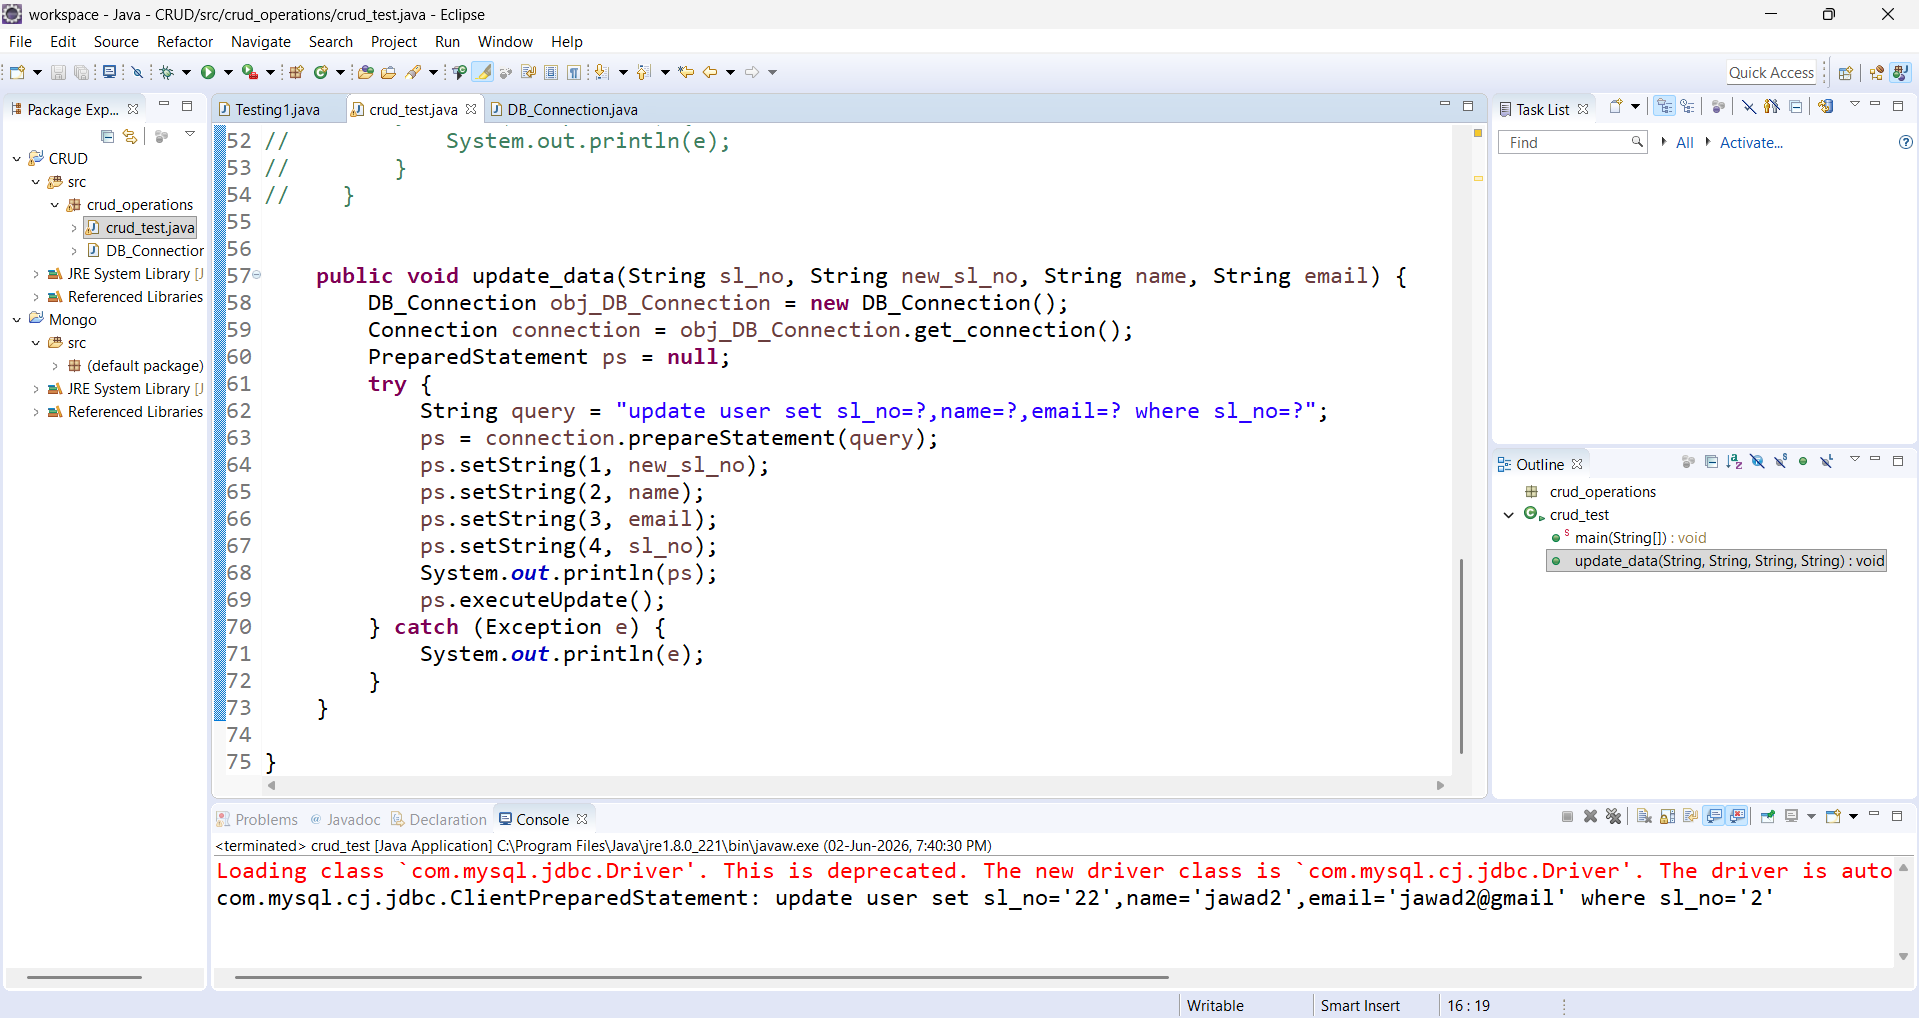 workspace - Java - CRUD/src/crud_operations/crud_test.java - Eclipse
File Edit Source Refactor Navigate Search Project Run Window Help
Quick Access
Package Exp...
CRUD
src
crud_operations
crud_test.java
DB_Connection
JRE System Library [J
Referenced Libraries
Mongo
src
(default package)
JRE System Library [J
Referenced Libraries
Testing1.java crud_test.java DB_Connection.java
52 // System.out.println(e);
53 // }
54 // }
55
56
57 public void update_data(String sl_no, String new_sl_no, String name, String email) {
58 DB_Connection obj_DB_Connection = new DB_Connection();
59 Connection connection = obj_DB_Connection.get_connection();
60 PreparedStatement ps = null;
61 try {
62 String query = "update user set sl_no=?,name=?,email=? where sl_no=?";
63 ps = connection.prepareStatement(query);
64 ps.setString(1, new_sl_no);
65 ps.setString(2, name);
66 ps.setString(3, email);
67 ps.setString(4, sl_no);
68 System.out.println(ps);
69 ps.executeUpdate();
70 } catch (Exception e) {
71 System.out.println(e);
72 }
73 }
74
75 }
Task List
Find All Activate...
Outline
crud_operations
crud_test
main(String[]) : void
update_data(String, String, String, String) : void
Problems Javadoc Declaration Console
<terminated> crud_test [Java Application] C:\Program Files\Java\jre1.8.0_221\bin\javaw.exe (02-Jun-2026, 7:40:30 PM)
Loading class `com.mysql.jdbc.Driver'. This is deprecated. The new driver class is `com.mysql.cj.jdbc.Driver'. The driver is auto
com.mysql.cj.jdbc.ClientPreparedStatement: update user set sl_no='22',name='jawad2',email='jawad2@gmail' where sl_no='2'
Writable Smart Insert 16 : 19